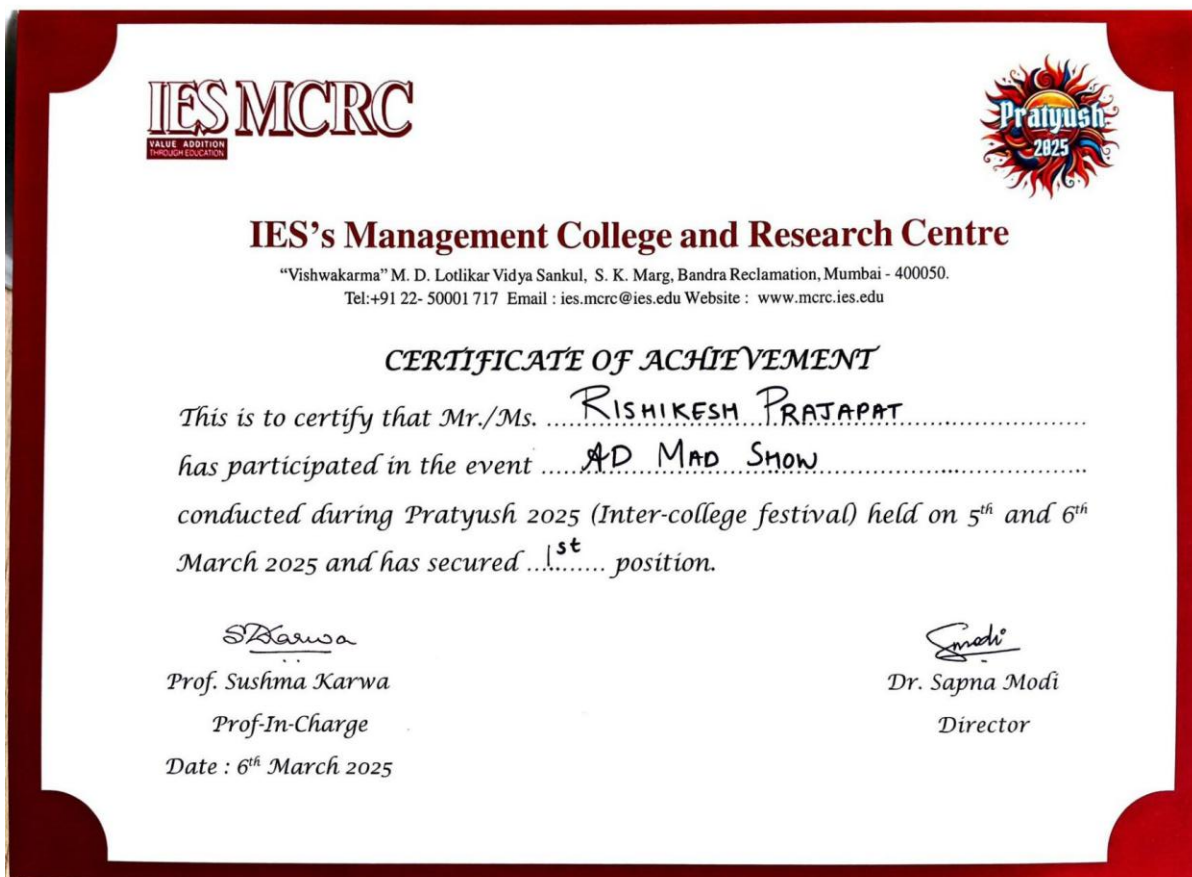 IES MCRC
VALUE ADDITION
THROUGH EDUCATION
Pratyush
2025
IES's Management College and Research Centre
"Vishwakarma" M. D. Lotlikar Vidya Sankul, S. K. Marg, Bandra Reclamation, Mumbai - 400050.
Tel:+91 22- 50001 717 Email : ies.mcrc@ies.edu Website : www.mcrc.ies.edu
CERTIFICATE OF ACHIEVEMENT
This is to certify that Mr./Ms. RISHIKESH PRAJAPAT
has participated in the event AD MAD SHOW
conducted during Pratyush 2025 (Inter-college festival) held on 5th and 6th
March 2025 and has secured 1st position.
SDKarwa
Smodi
Prof. Sushma Karwa
Dr. Sapna Modi
Prof-In-Charge
Director
Date : 6th March 2025